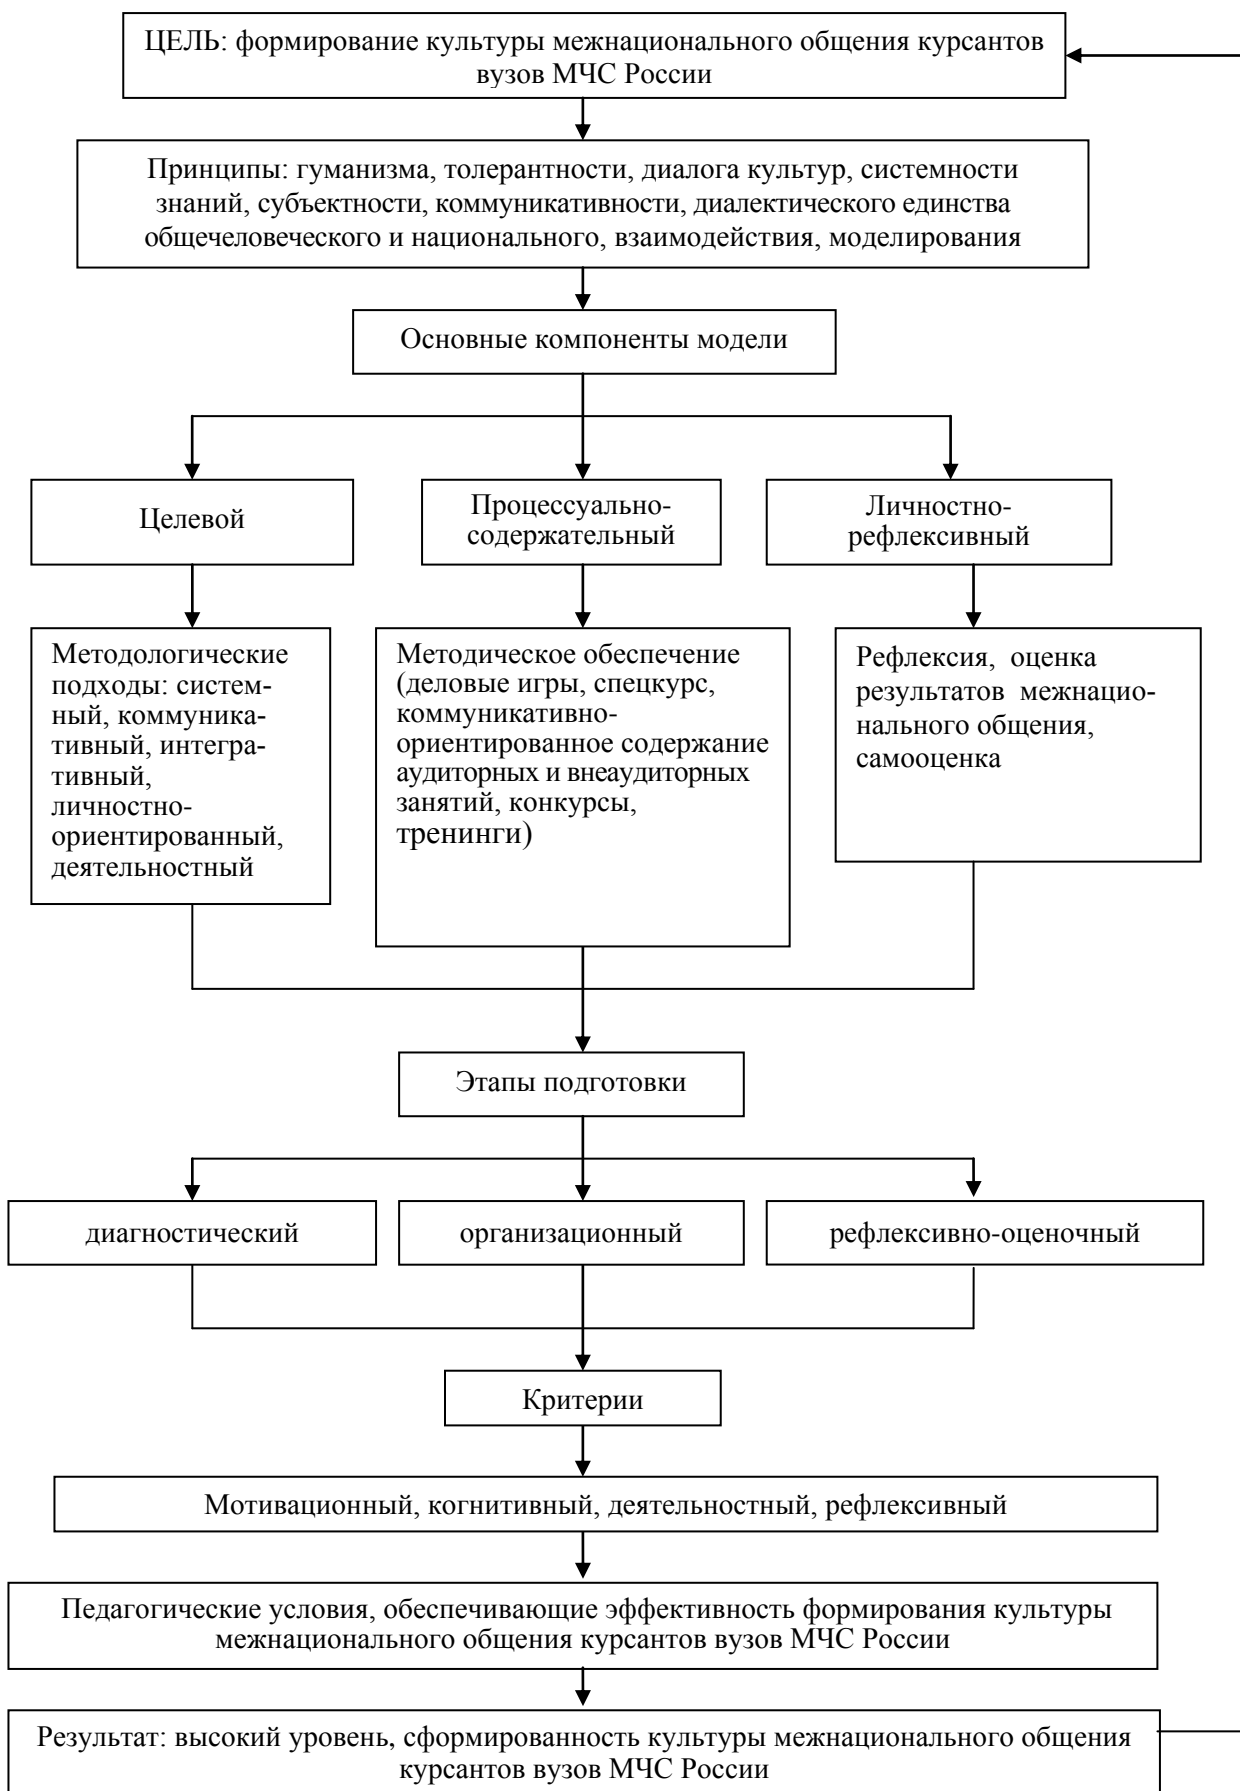 ЦЕЛЬ: формирование культуры межнационального общения курсантов
вузов МЧС России
Принципы: гуманизма, толерантности, диалога культур, системности
знаний, субъектности, коммуникативности, диалектического единства
общечеловеческого и национального, взаимодействия, моделирования
Основные компоненты модели
Целевой
Процессуально-
содержательный
Личностно-
рефлексивный
Методологические
подходы: систем-
ный, коммуника-
тивный, интегра-
тивный,
личностно-
ориентированный,
деятельностный
Методическое обеспечение
(деловые игры, спецкурс,
коммуникативно-
ориентированное содержание
аудиторных и внеаудиторных
занятий, конкурсы,
тренинги)
Рефлексия, оценка
результатов межнацио-
нального общения,
самооценка
Этапы подготовки
диагностический
организационный
рефлексивно-оценочный
Критерии
Мотивационный, когнитивный, деятельностный, рефлексивный
Педагогические условия, обеспечивающие эффективность формирования культуры
межнационального общения курсантов вузов МЧС России
Результат: высокий уровень, сформированность культуры межнационального общения
курсантов вузов МЧС России